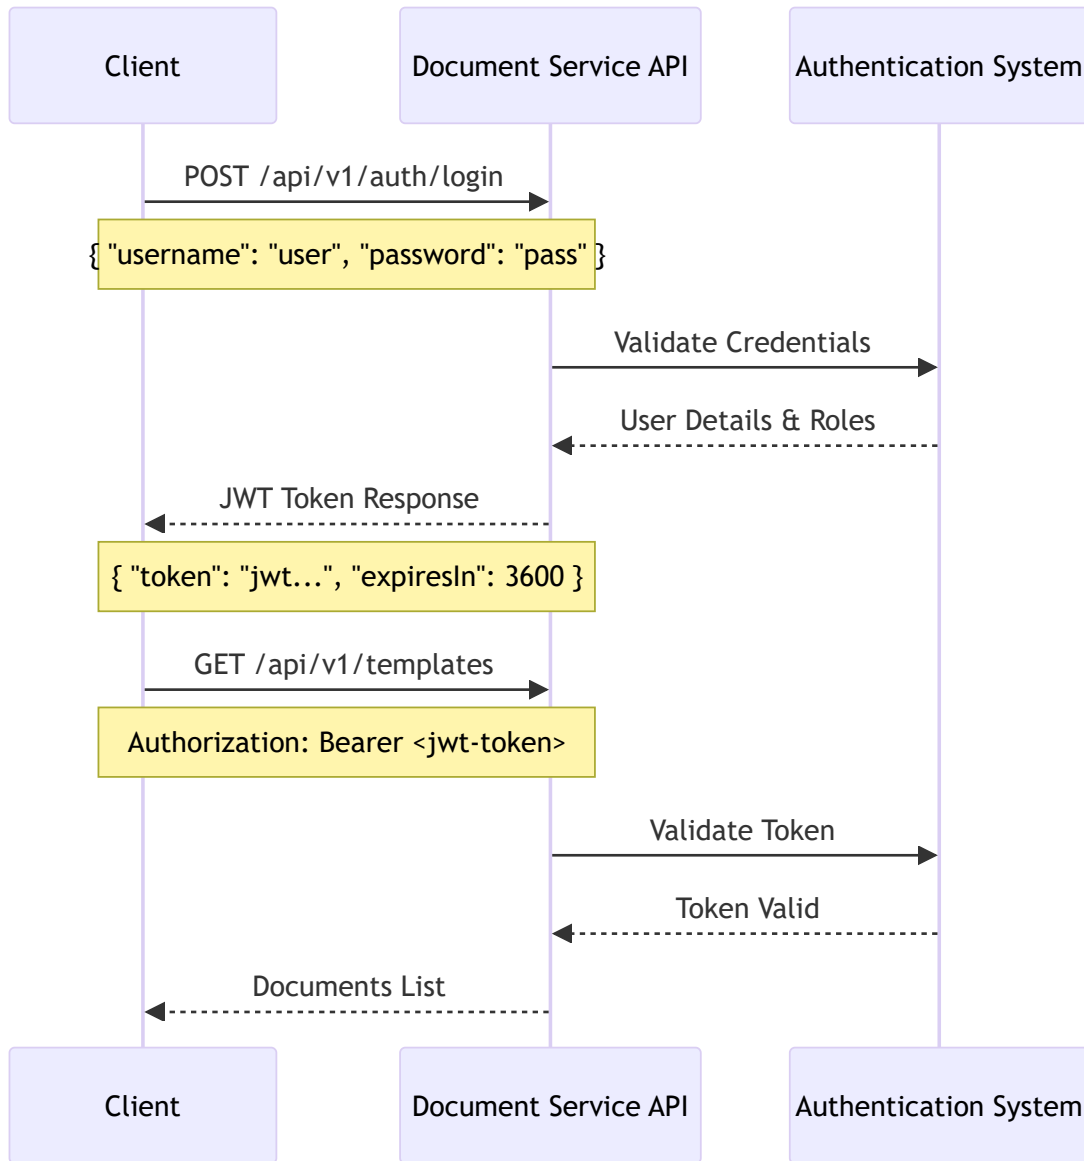 Client
Document Service API
Authentication System
POST /api/v1/auth/login
{ "username": "user", "password": "pass" }
Validate Credentials
User Details & Roles
JWT Token Response
{ "token": "jwt...", "expiresIn": 3600 }
GET /api/v1/templates
Authorization: Bearer <jwt-token>
Validate Token
Token Valid
Documents List
Client
Document Service API
Authentication System